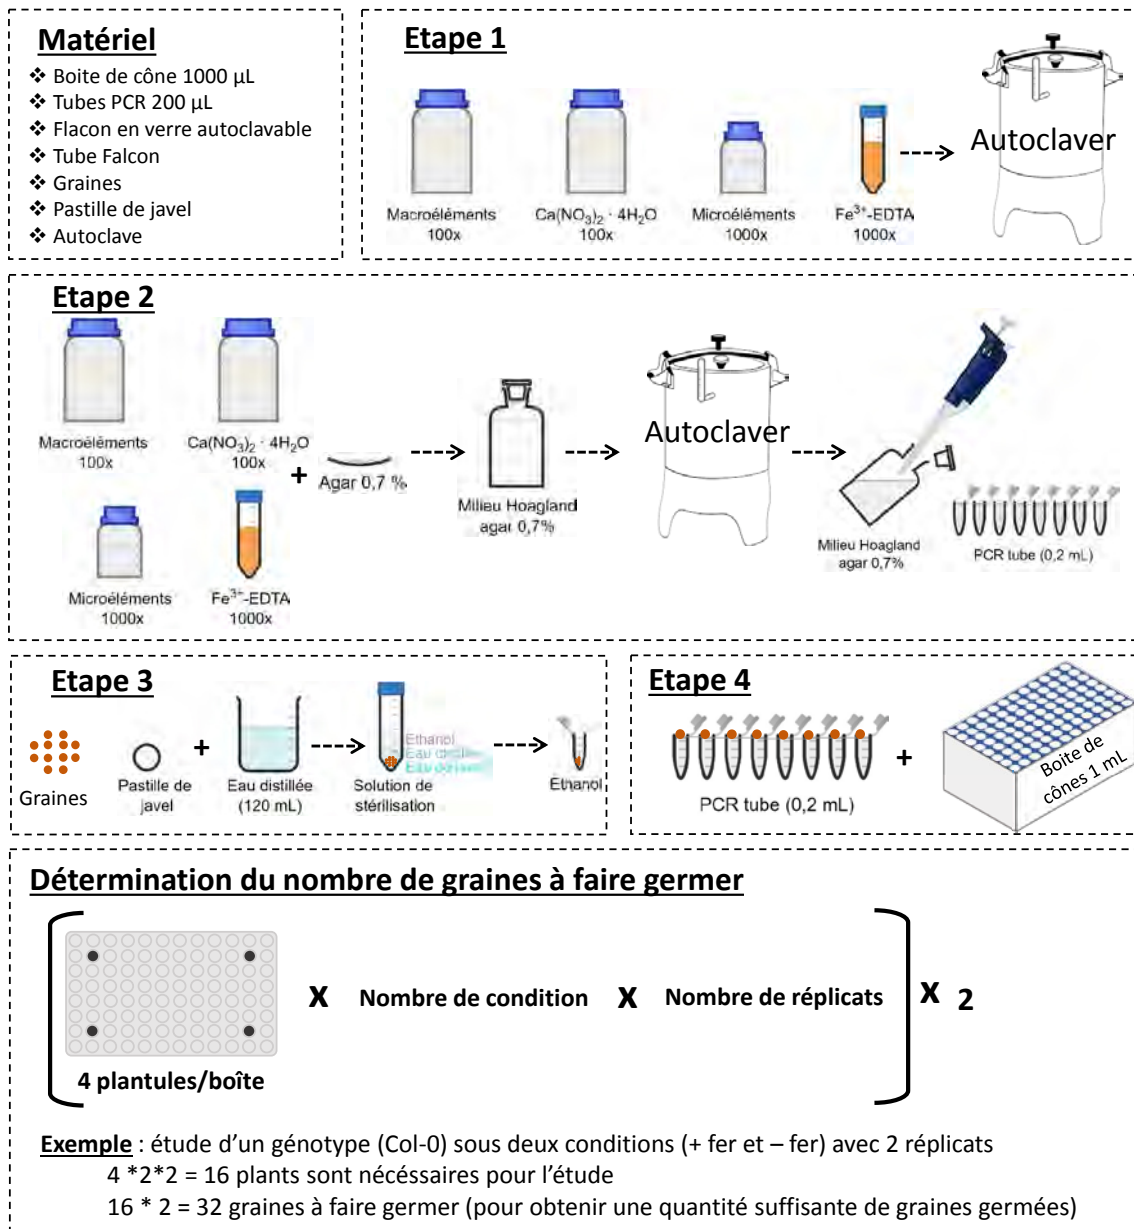 Matériel
❖ Boite de cône 1000 µL
❖ Tubes PCR 200 µL
❖ Flacon en verre autoclavable
❖ Tube Falcon
❖ Graines
❖ Pastille de javel
❖ Autoclave
Etape 1
Macroéléments
100x
Ca(NO3)2 · 4H2O
100x
Microéléments
1000x
Fe3+-EDTA
1000x
Autoclaver
Etape 2
Macroéléments
100x
Ca(NO3)2 · 4H2O
100x
Microéléments
1000x
Fe3+-EDTA
1000x
+
Agar 0,7 %
Milieu Hoagland
agar 0,7%
Autoclaver
Milieu Hoagland
agar 0,7%
PCR tube (0,2 mL)
Etape 3
Graines
Pastille de
javel
+
Eau distillée
(120 mL)
Ethanol
Solution de
stérilisation
Ethanol
Etape 4
PCR tube (0,2 mL)
+
Boite de
cônes 1 mL
Détermination du nombre de graines à faire germer
4 plantules/boîte
X
Nombre de condition
X
Nombre de réplicats
X 2
Exemple : étude d'un génotype (Col-0) sous deux conditions (+ fer et – fer) avec 2 réplicats
4 *2*2 = 16 plants sont nécéssaires pour l'étude
16 * 2 = 32 graines à faire germer (pour obtenir une quantité suffisante de graines germées)